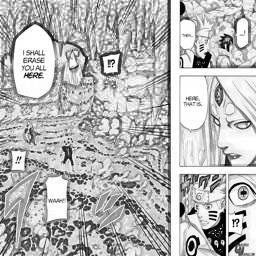 THEN...
...!
HERE,
THAT IS...
!?
I SHALL
ERASE
YOU ALL
HERE.
!?
!!
WAAH!!